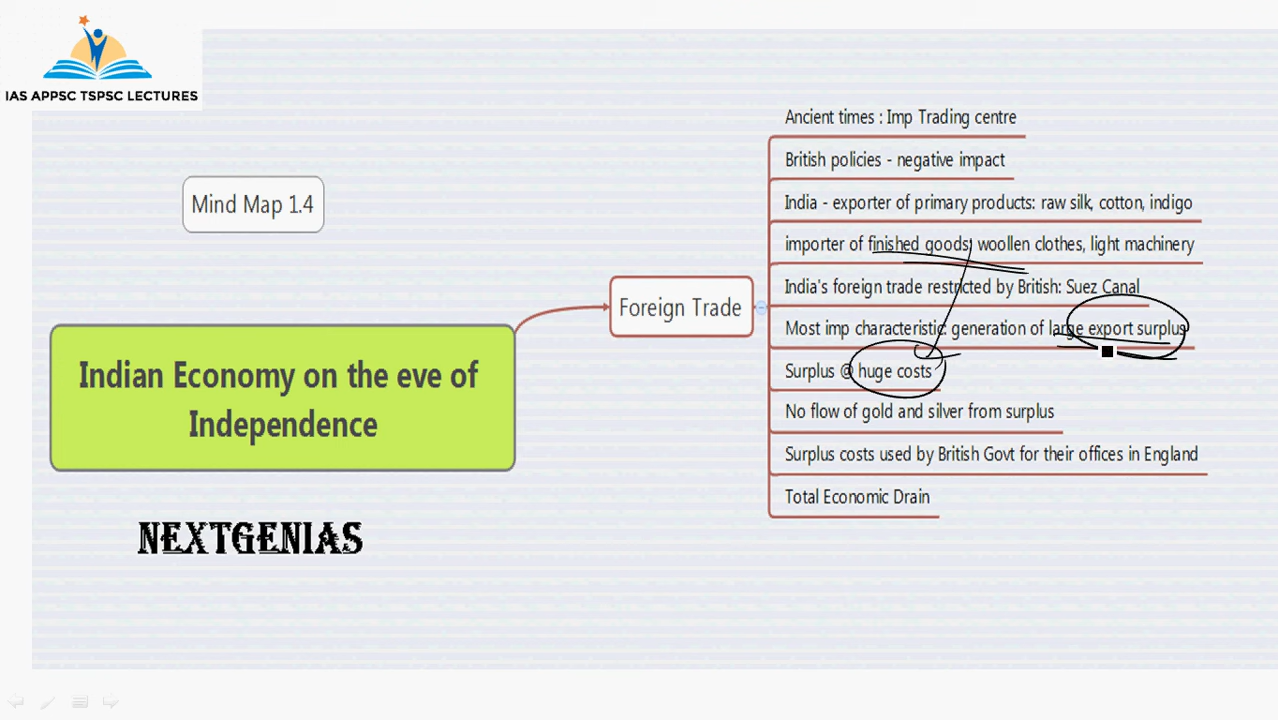 IAS APPSC TSPSC LECTURES
Mind Map 1.4
Indian Economy on the eve of
Independence
NEXTGENIAS
Foreign Trade
Ancient times : Imp Trading centre
British policies - negative impact
India - exporter of primary products: raw silk, cotton, indigo
importer of finished goods: woollen clothes, light machinery
India's foreign trade restricted by British: Suez Canal
Most imp characteristic: generation of large export surplus
Surplus @ huge costs
No flow of gold and silver from surplus
Surplus costs used by British Govt for their offices in England
Total Economic Drain